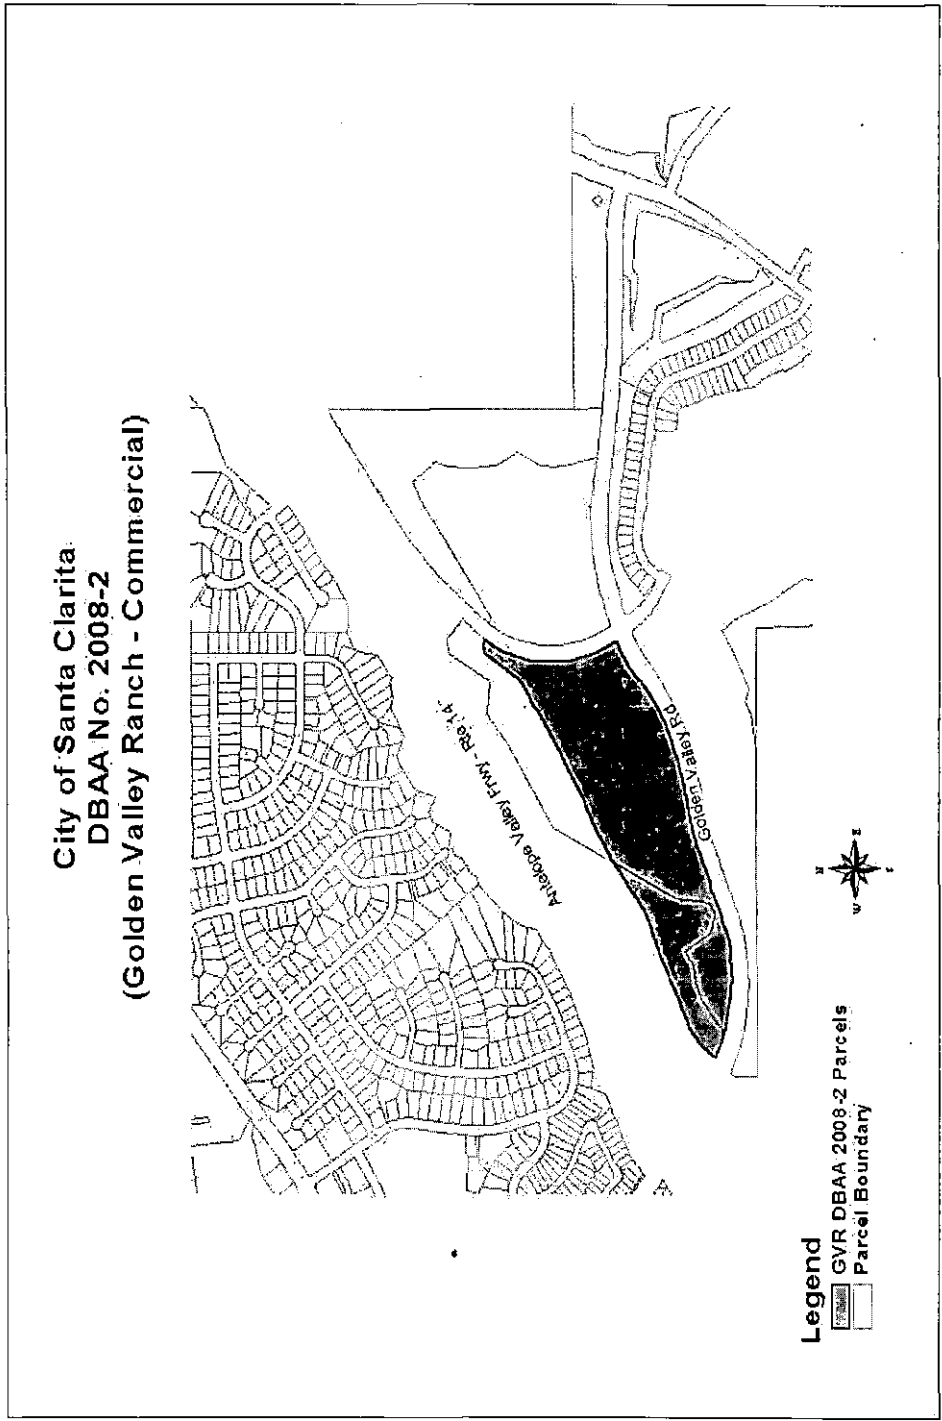 City of Santa Clarita
DBAA No. 2008-2
(Golden Valley Ranch - Commercial)
Antelope Valley Frwy - Rte 14
Golden Valley Rd
N
W
E
S
Legend
GVR DBAA 2008-2 Parcels
Parcel Boundary